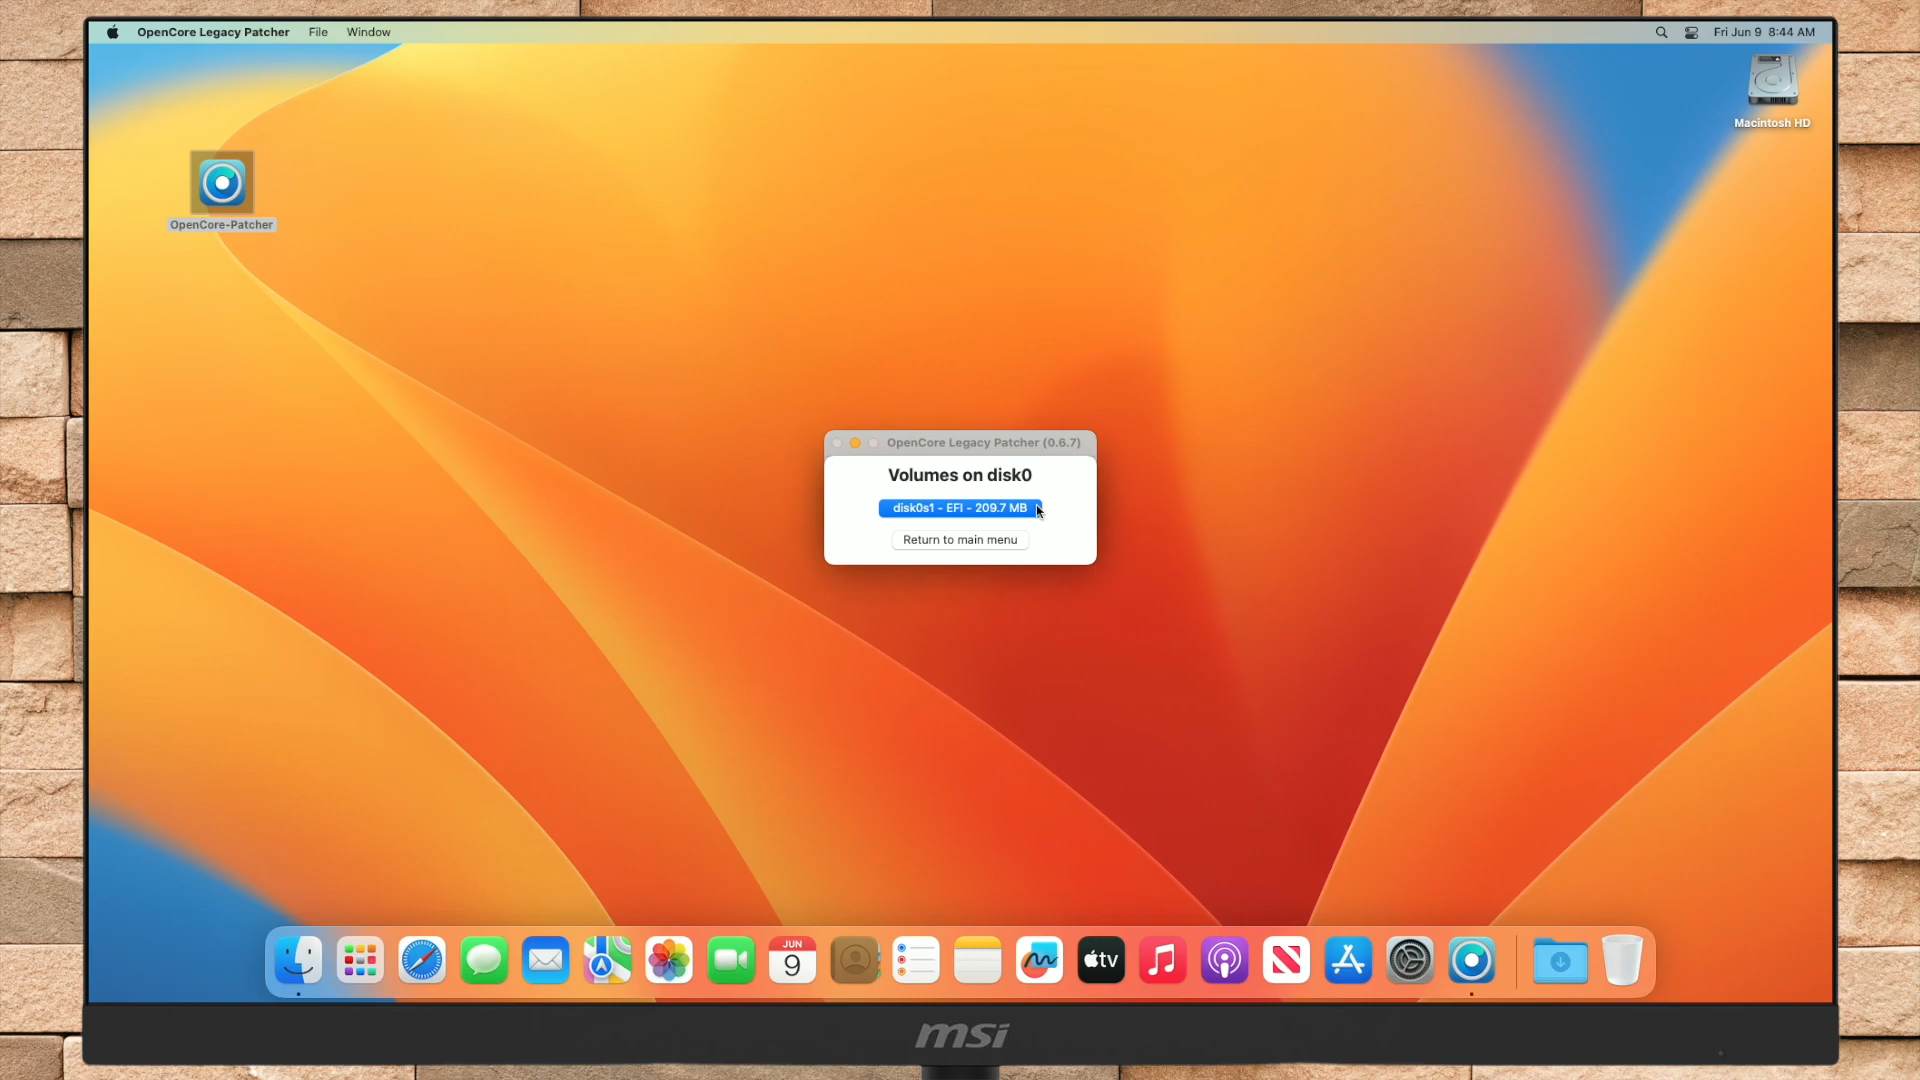 OpenCore Legacy Patcher File Window Fri Jun 9 8:44 AM
Macintosh HD
OpenCore-Patcher
OpenCore Legacy Patcher (0.6.7)
Volumes on disk0
disk0s1 - EFI - 209.7 MB
Return to main menu
JUN
9
tv
msi